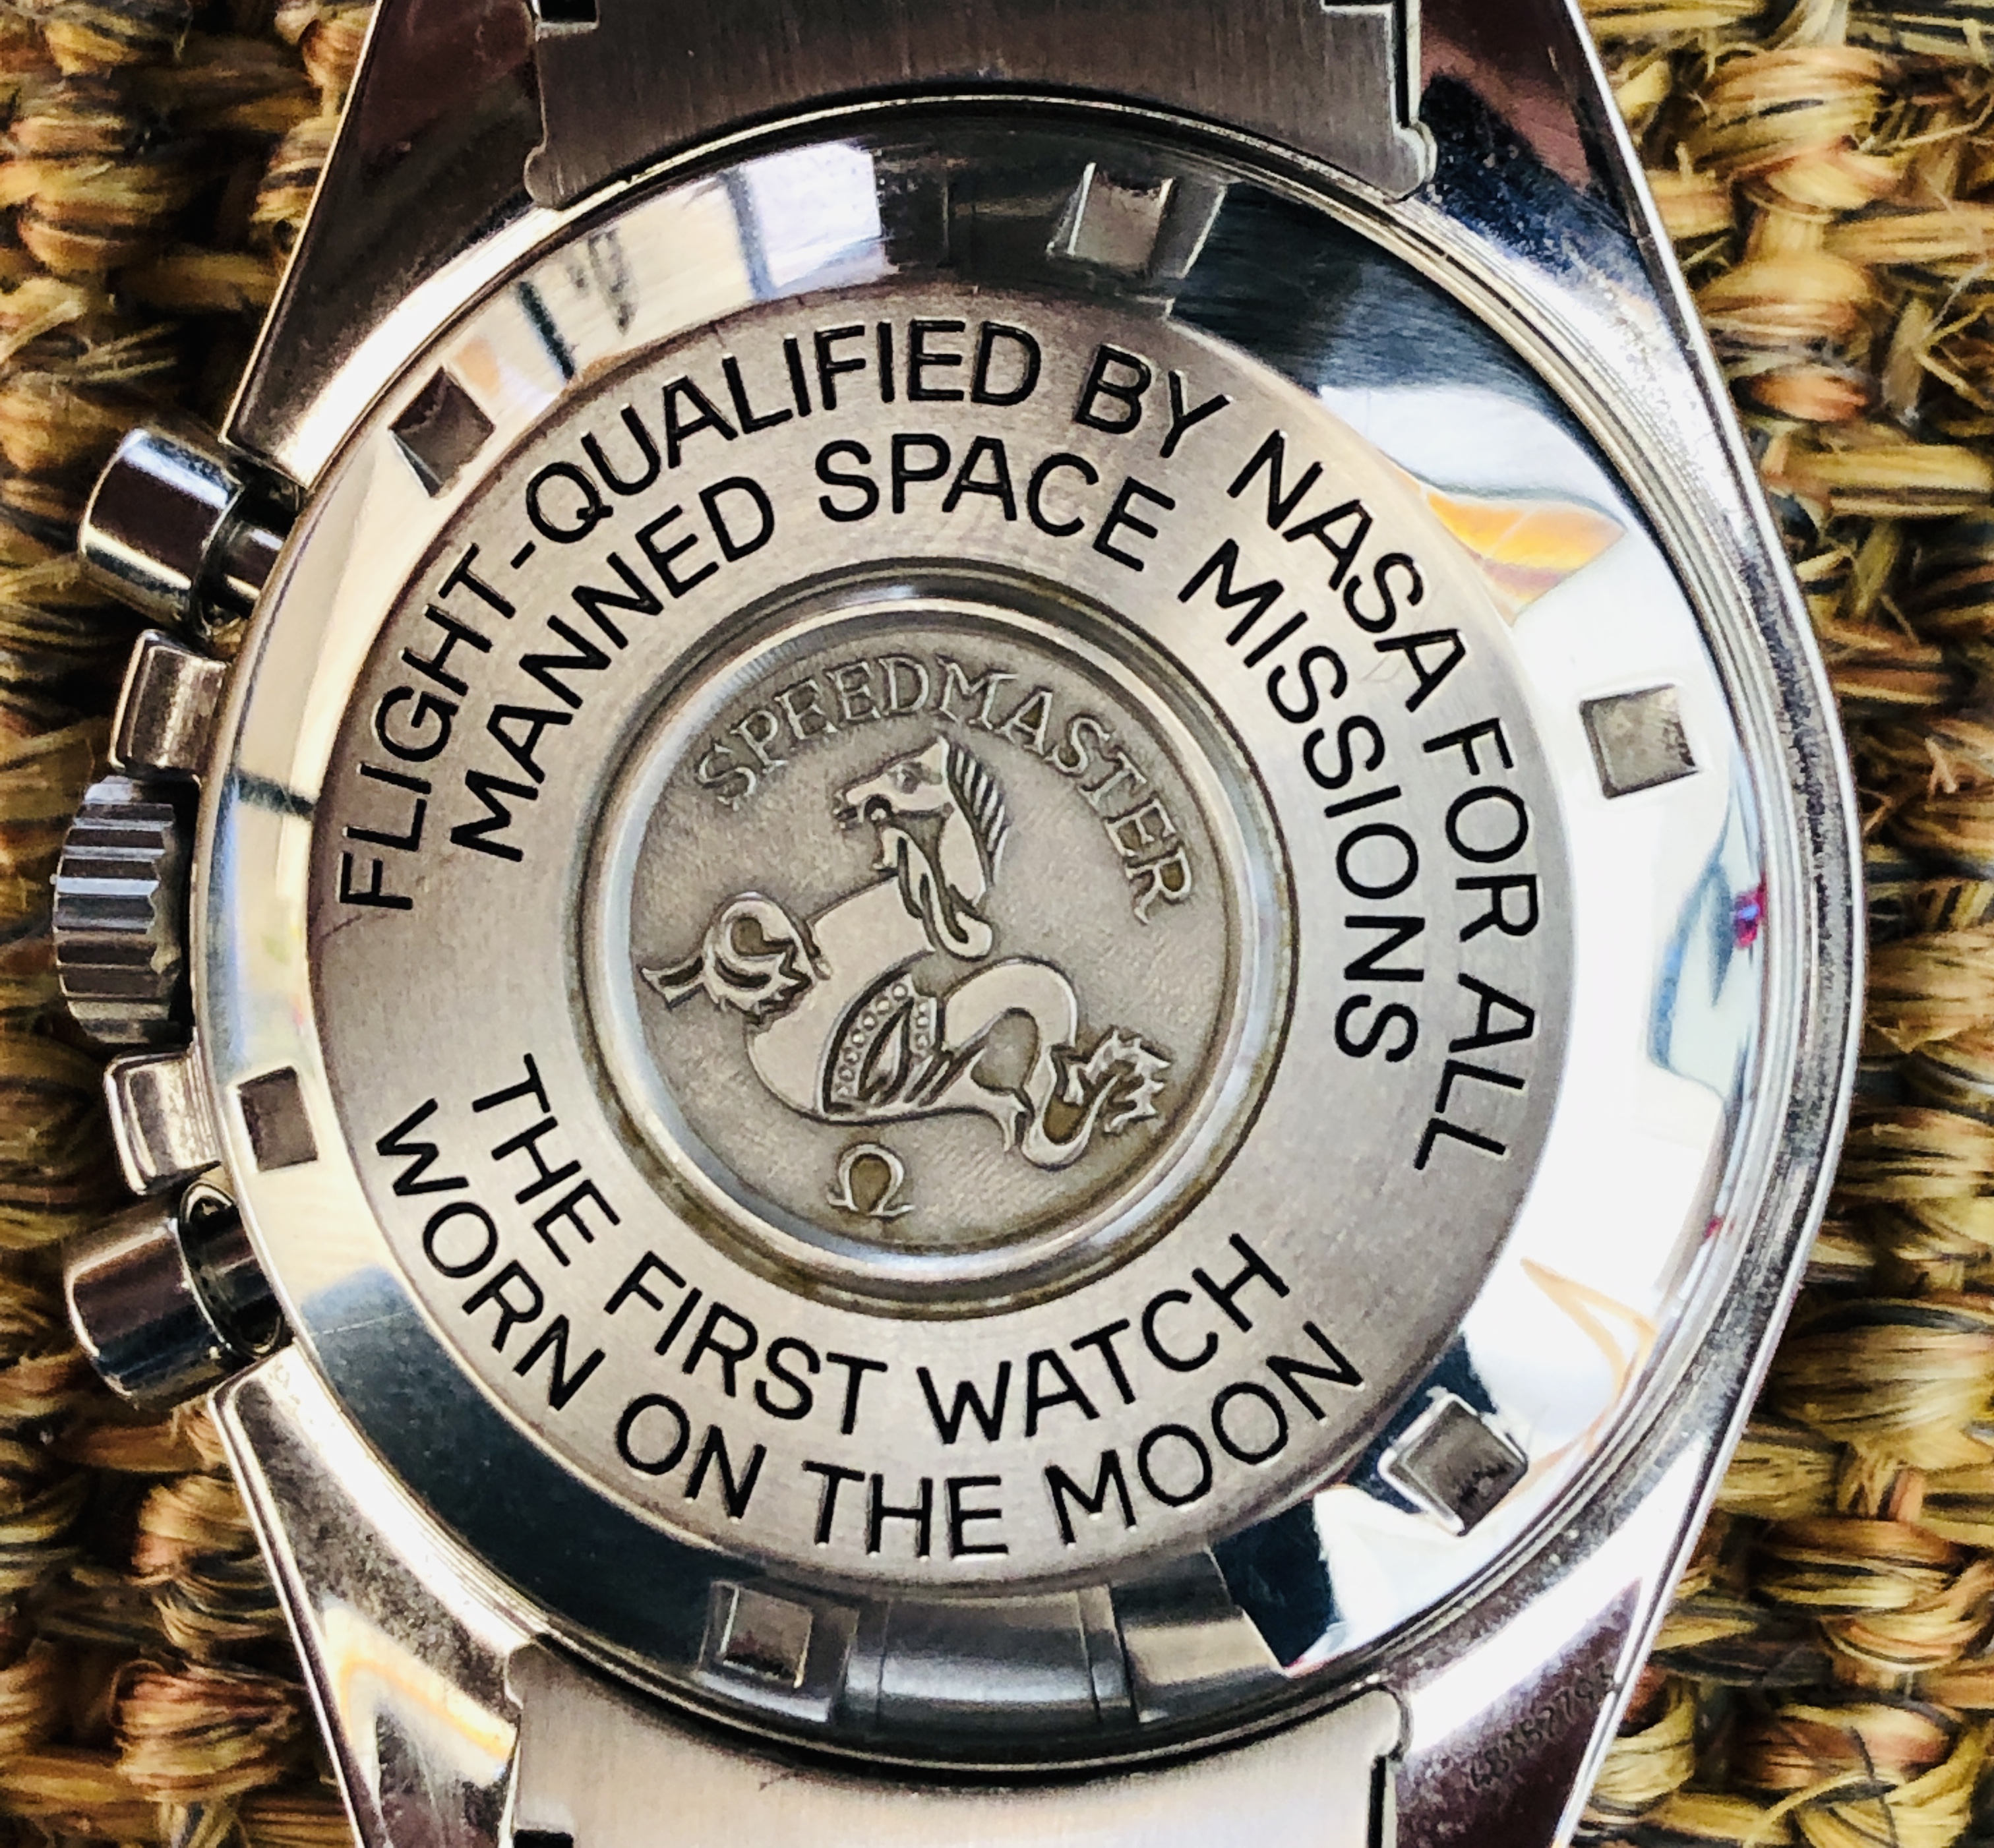 FLIGHT-QUALIFIED BY NASA FOR ALL
MANNED SPACE MISSIONS
SPEEDMASTER
Ω
THE FIRST WATCH
WORN ON THE MOON